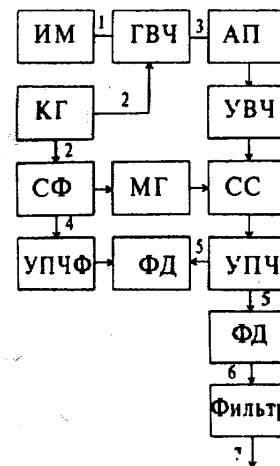 ИМ 1 ГВЧ 3 АП
КГ 2 УВЧ
2
СФ МГ СС
4
УПЧФ ФД 5 УПЧ
5
ФД
6
Фильтр
7